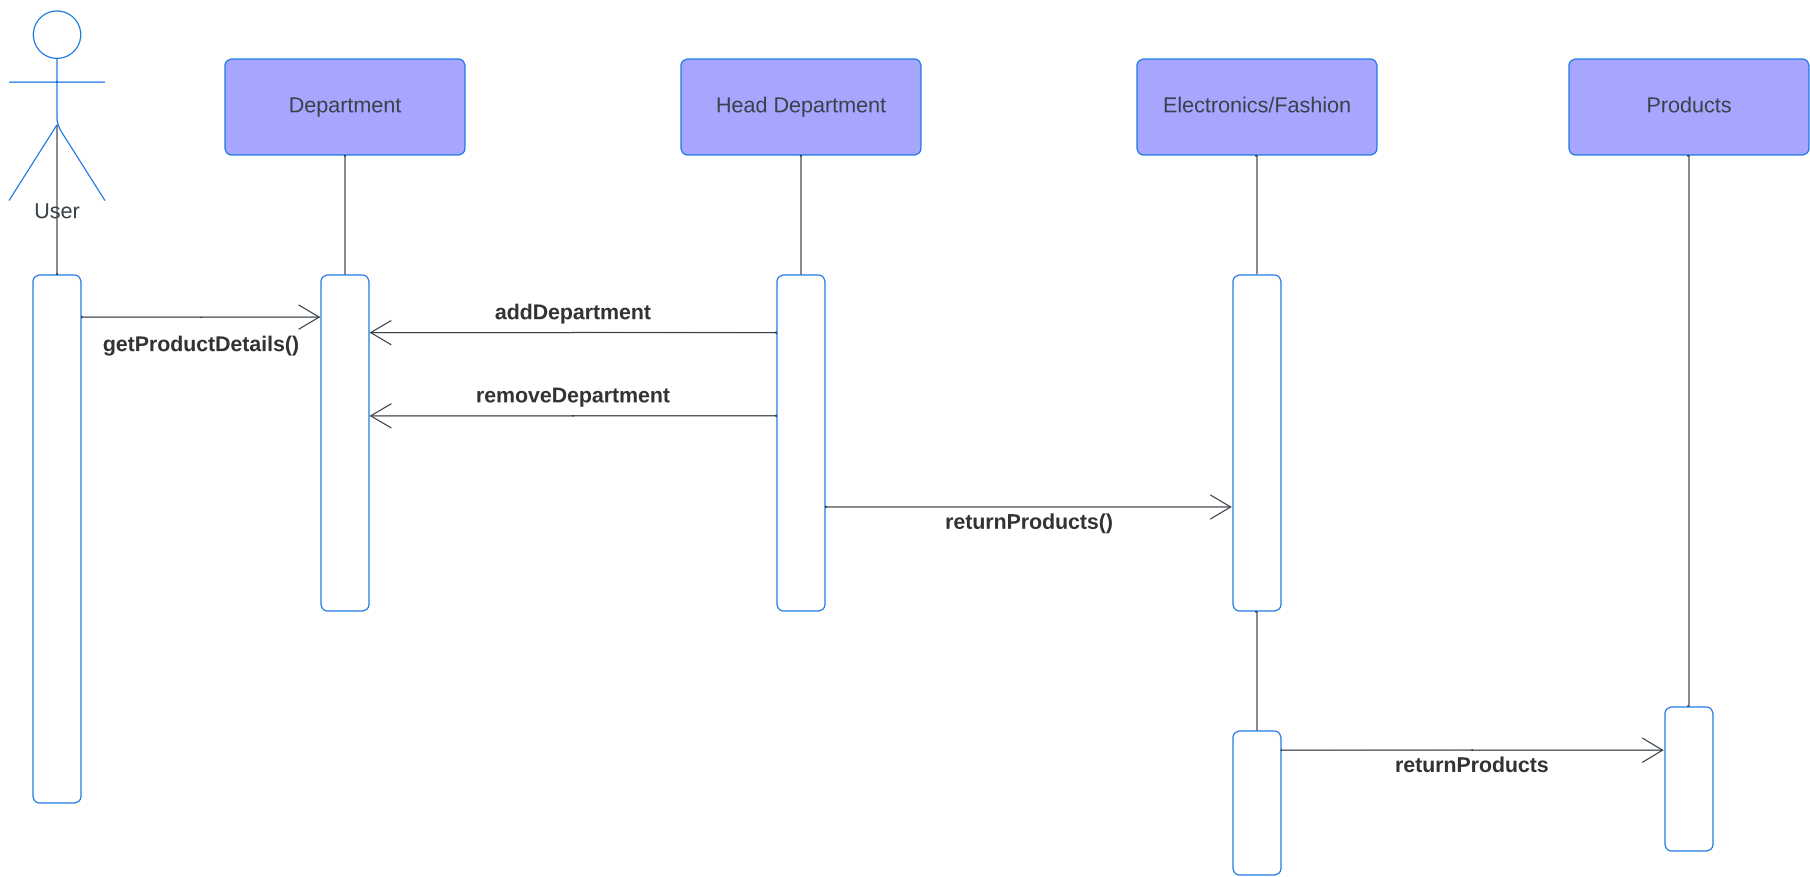 Department
Head Department
Electronics/Fashion
Products
User
addDepartment
getProductDetails()
removeDepartment
returnProducts()
returnProducts